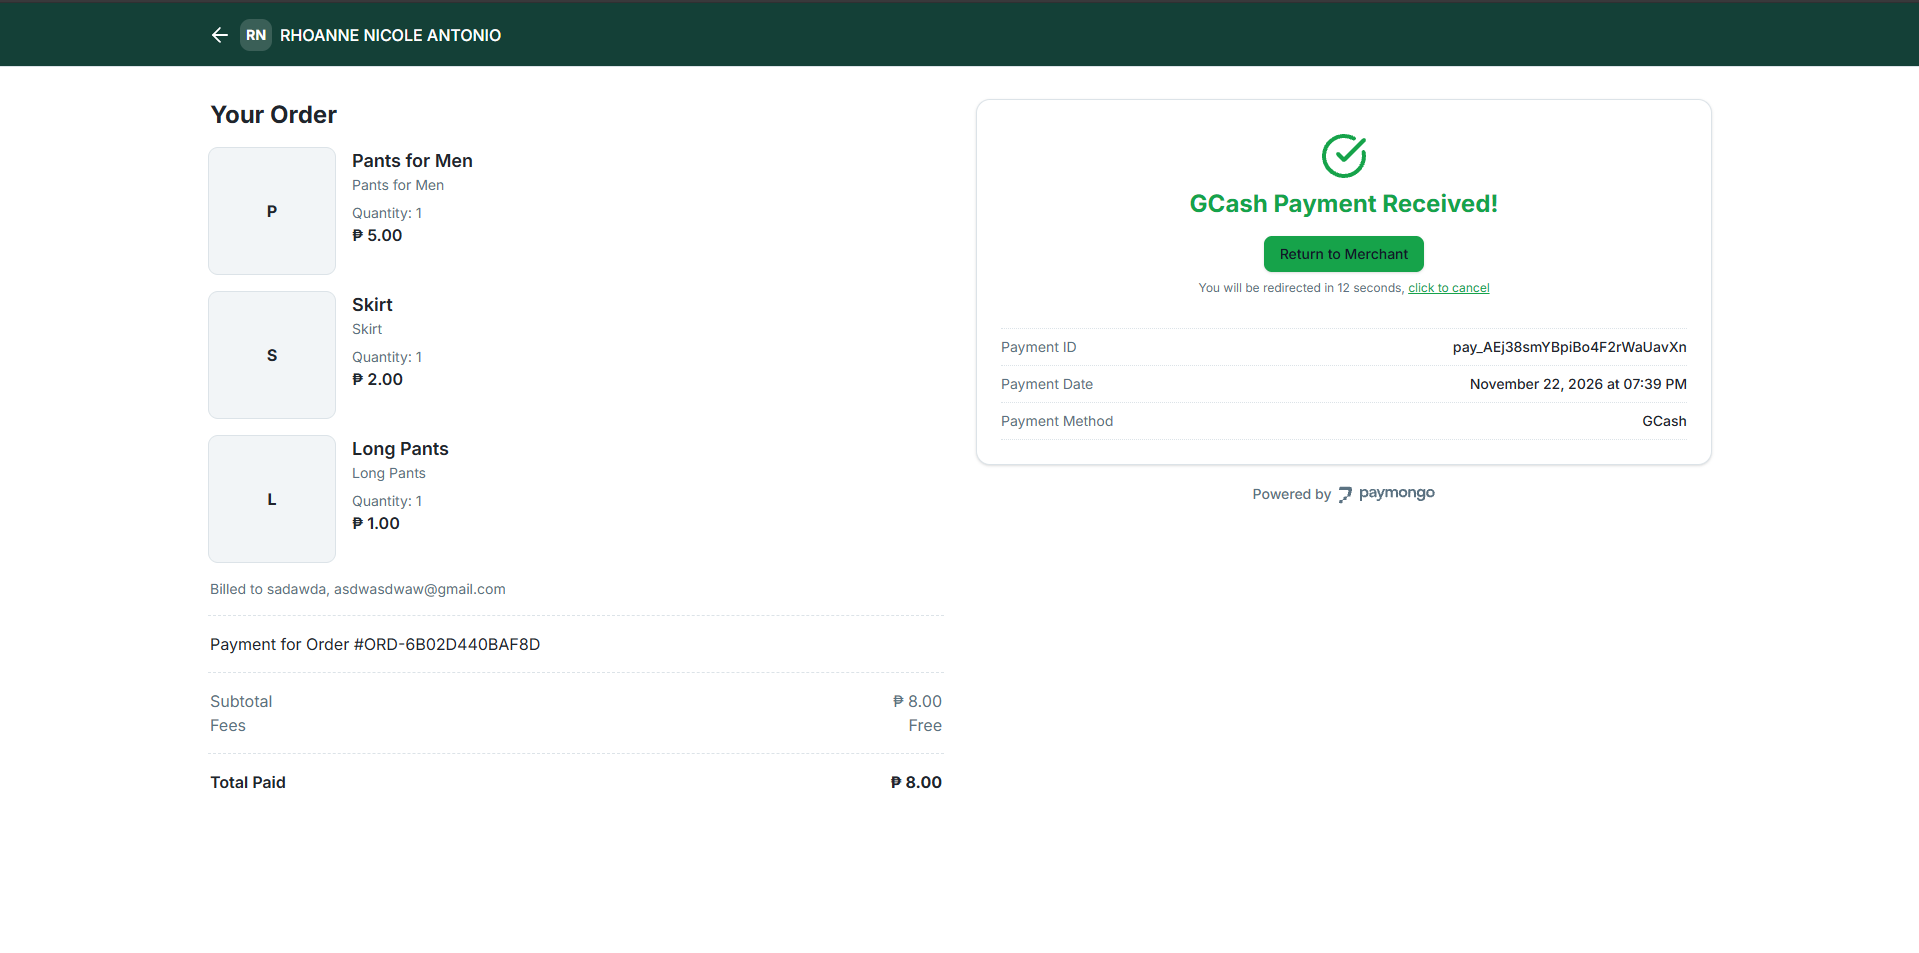 RN RHOANNE NICOLE ANTONIO
Your Order
P
Pants for Men
Pants for Men
Quantity: 1
₱ 5.00
S
Skirt
Skirt
Quantity: 1
₱ 2.00
L
Long Pants
Long Pants
Quantity: 1
₱ 1.00
Billed to sadawda, asdwasdwaw@gmail.com
Payment for Order #ORD-6B02D440BAF8D
Subtotal ₱ 8.00
Fees Free
Total Paid ₱ 8.00
GCash Payment Received!
Return to Merchant
You will be redirected in 12 seconds, click to cancel
Payment ID pay_AEj38smYBpiBo4F2rWaUavXn
Payment Date November 22, 2026 at 07:39 PM
Payment Method GCash
Powered by paymongo